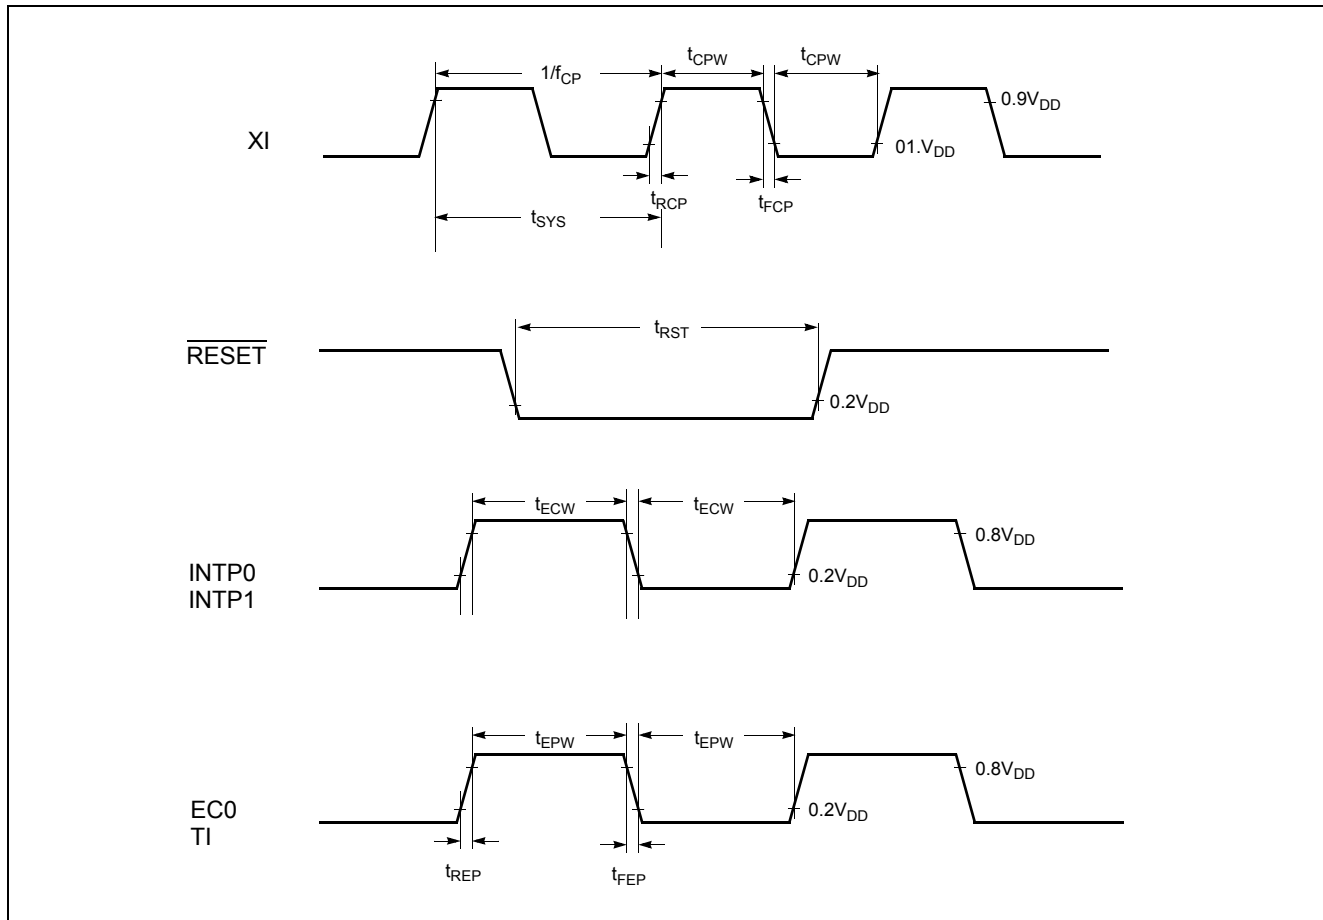 1/fCP
tCPW
tCPW
XI
0.9VDD
01.VDD
tRCP
tFCP
tSYS
RESET
tRST
0.2VDD
tECW
tECW
INTP0
INTP1
0.8VDD
0.2VDD
tEPW
tEPW
EC0
TI
0.8VDD
0.2VDD
tREP
tFEP